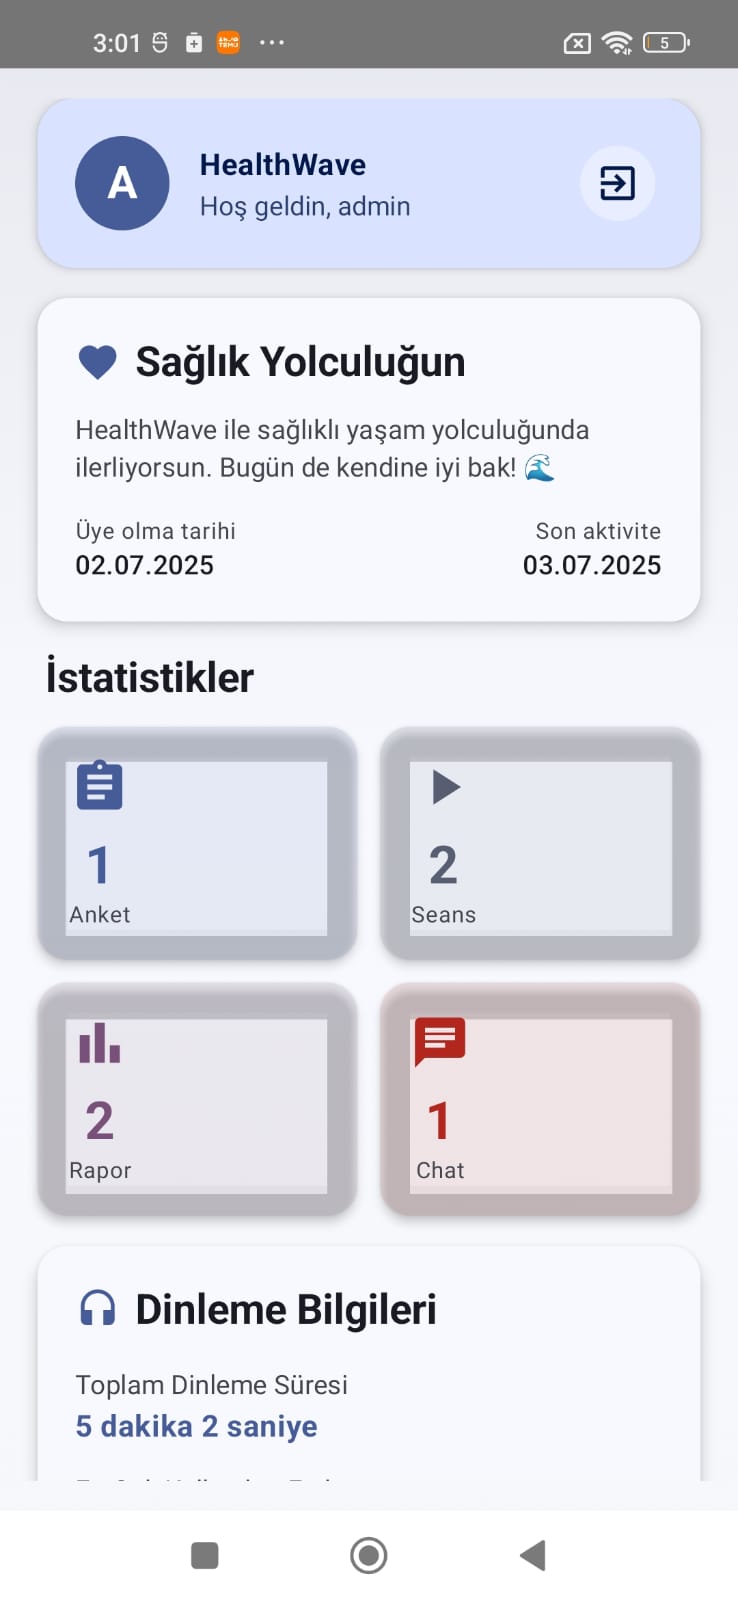 3:01
TEMU
5
A
HealthWave
Hoş geldin, admin
Sağlık Yolculuğun
HealthWave ile sağlıklı yaşam yolculuğunda
ilerliyorsun. Bugün de kendine iyi bak! 🌊
Üye olma tarihi
Son aktivite
02.07.2025
03.07.2025
İstatistikler
1
Anket
2
Seans
2
Rapor
1
Chat
Dinleme Bilgileri
Toplam Dinleme Süresi
5 dakika 2 saniye